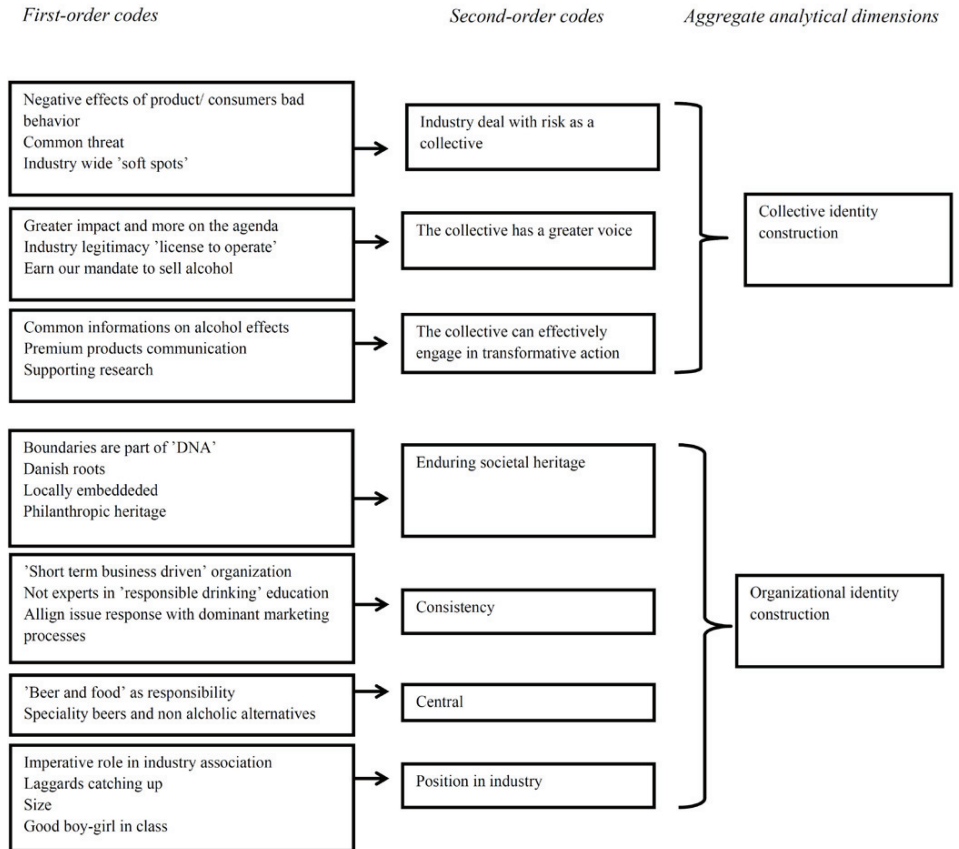 First-order codes
Second-order codes
Aggregate analytical dimensions
Negative effects of product/ consumers bad
behavior
Common threat
Industry wide ’soft spots’
Industry deal with risk as a
collective
Greater impact and more on the agenda
Industry legitimacy ’license to operate’
Earn our mandate to sell alcohol
The collective has a greater voice
Common informations on alcohol effects
Premium products communication
Supporting research
The collective can effectively
engage in transformative action
Collective identity
construction
Boundaries are part of ’DNA’
Danish roots
Locally embeddeded
Philanthropic heritage
Enduring societal heritage
’Short term business driven’ organization
Not experts in ’responsible drinking’ education
Allign issue response with dominant marketing
processes
Consistency
’Beer and food’ as responsibility
Speciality beers and non alcholic alternatives
Central
Imperative role in industry association
Laggards catching up
Size
Good boy-girl in class
Position in industry
Organizational identity
construction